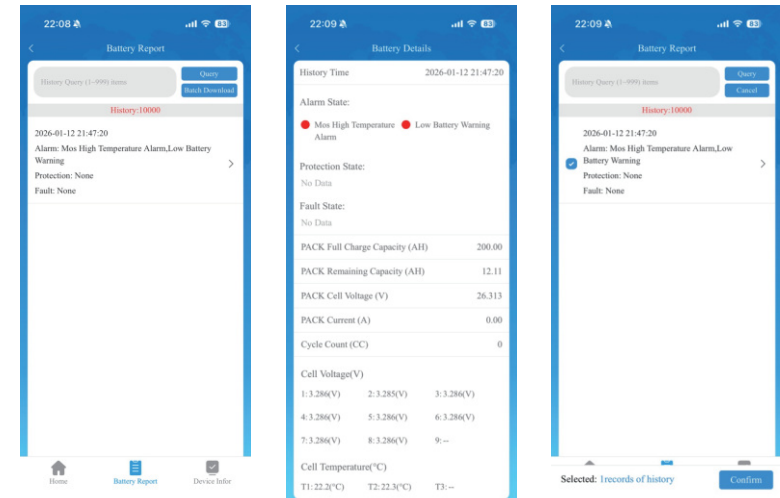 22:08
83
Battery Report
History Query (1~999) items
Query
Batch Download
History:10000
2026-01-12 21:47:20
Alarm: Mos High Temperature Alarm,Low Battery
Warning
Protection: None
Fault: None
Home
Battery Report
Device Infor
22:09
83
Battery Details
History Time 2026-01-12 21:47:20
Alarm State:
Mos High Temperature
Alarm
Low Battery Warning
Protection State:
No Data
Fault State:
No Data
PACK Full Charge Capacity (AH) 200.00
PACK Remaining Capacity (AH) 12.11
PACK Cell Voltage (V) 26.313
PACK Current (A) 0.00
Cycle Count (CC) 0
Cell Voltage(V)
1:3.286(V) 2:3.285(V) 3:3.286(V)
4:3.286(V) 5:3.286(V) 6:3.286(V)
7:3.286(V) 8:3.286(V) 9:--
Cell Temperature(°C)
T1:22.2(°C) T2:22.3(°C) T3:--
22:09
83
Battery Report
History Query (1~999) items
Query
Cancel
History:10000
2026-01-12 21:47:20
Alarm: Mos High Temperature Alarm,Low
Battery Warning
Protection: None
Fault: None
Selected: 1records of history
Confirm